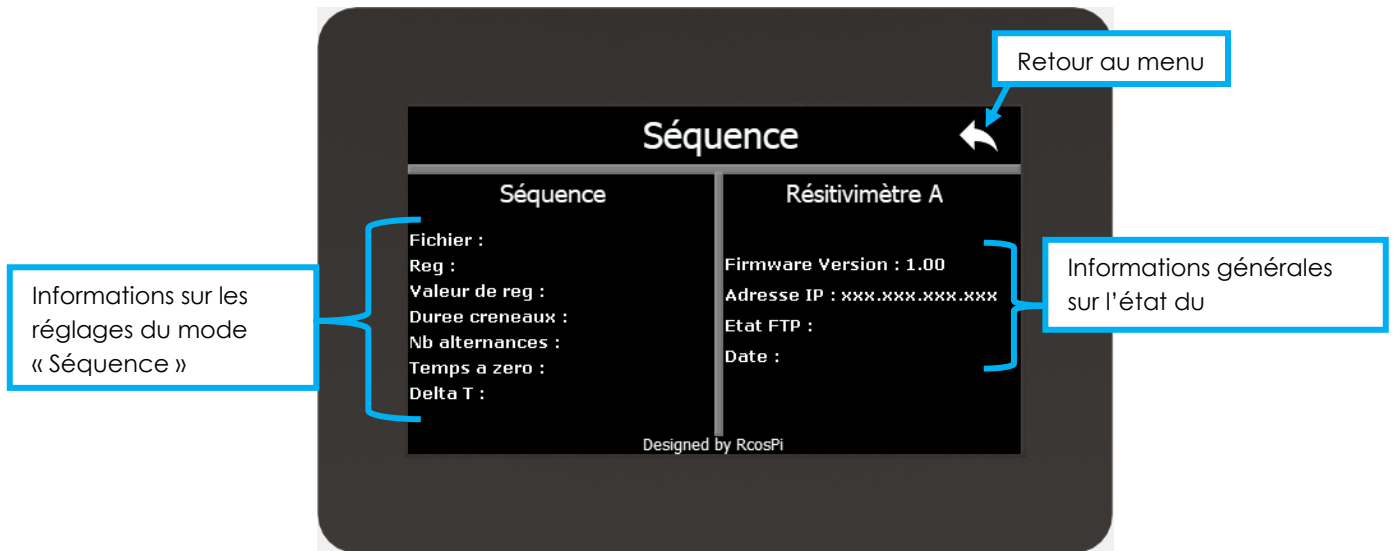 Retour au menu
Séquence
Séquence
Fichier :
Reg :
Valeur de reg :
Duree creneaux :
Nb alternances :
Temps a zero :
Delta T :
Résitivimètre A
Firmware Version : 1.00
Adresse IP : xxx.xxx.xxx.xxx
Etat FTP :
Date :
Designed by RcosPi
Informations sur les
réglages du mode
« Séquence »
Informations générales
sur l’état du